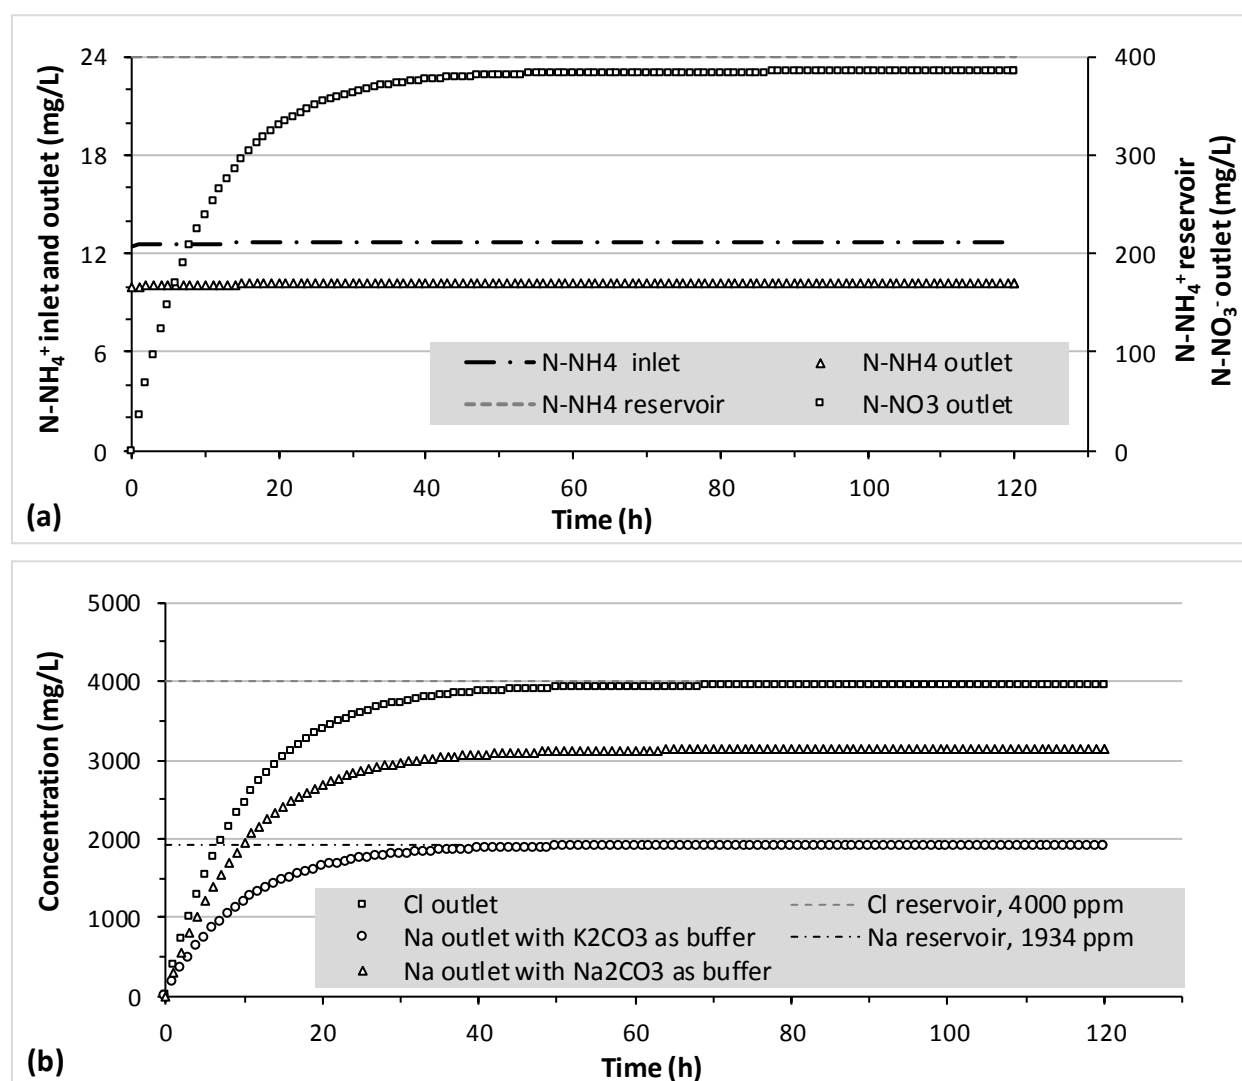 N-NH4+ inlet and outlet (mg/L)
24
18
12
6
0
400
300
200
100
0
N-NH4+ reservoir
N-NO3- outlet (mg/L)
N-NH4 inlet
N-NH4 outlet
N-NH4 reservoir
N-NO3 outlet
0 20 40 60 80 100 120
Time (h)
(a)
Concentration (mg/L)
5000
4000
3000
2000
1000
0
Cl outlet
Cl reservoir, 4000 ppm
Na outlet with K2CO3 as buffer
Na reservoir, 1934 ppm
Na outlet with Na2CO3 as buffer
0 20 40 60 80 100 120
Time (h)
(b)